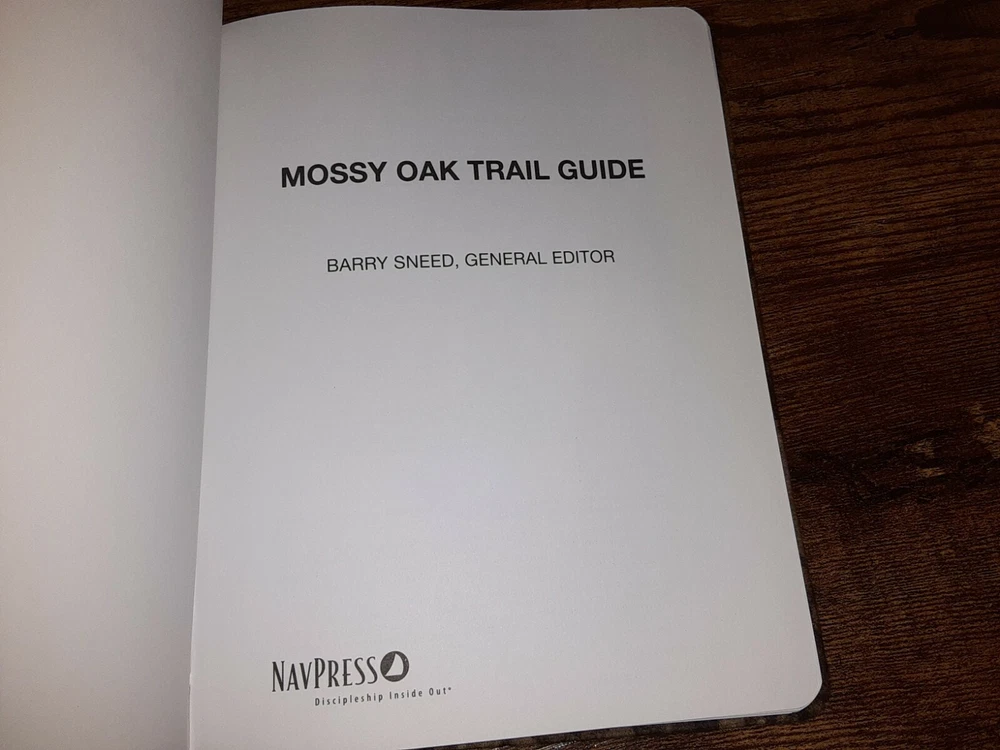 MOSSY OAK TRAIL GUIDE
BARRY SNEED, GENERAL EDITOR
NAVPRESS
Discipleship Inside Out®